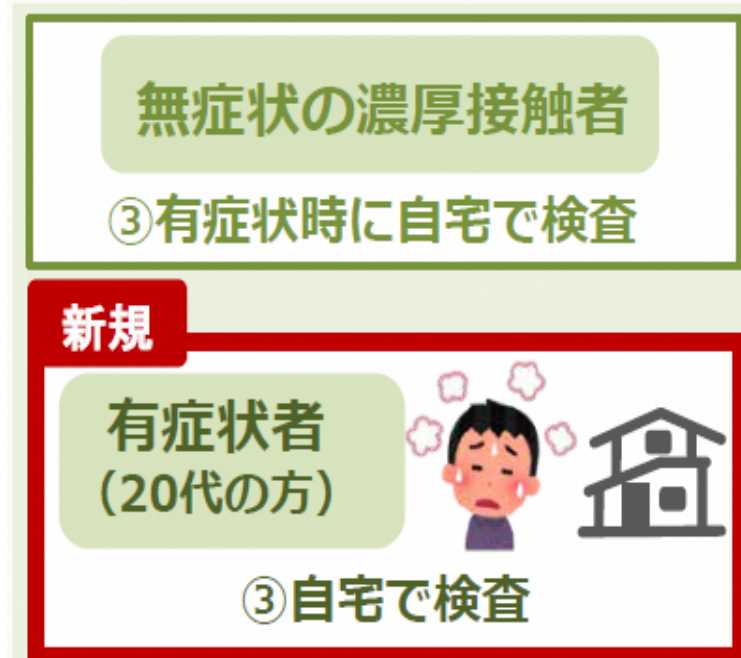 無症状の濃厚接触者
③有症状時に自宅で検査
新規
有症状者
（20代の方）
③自宅で検査